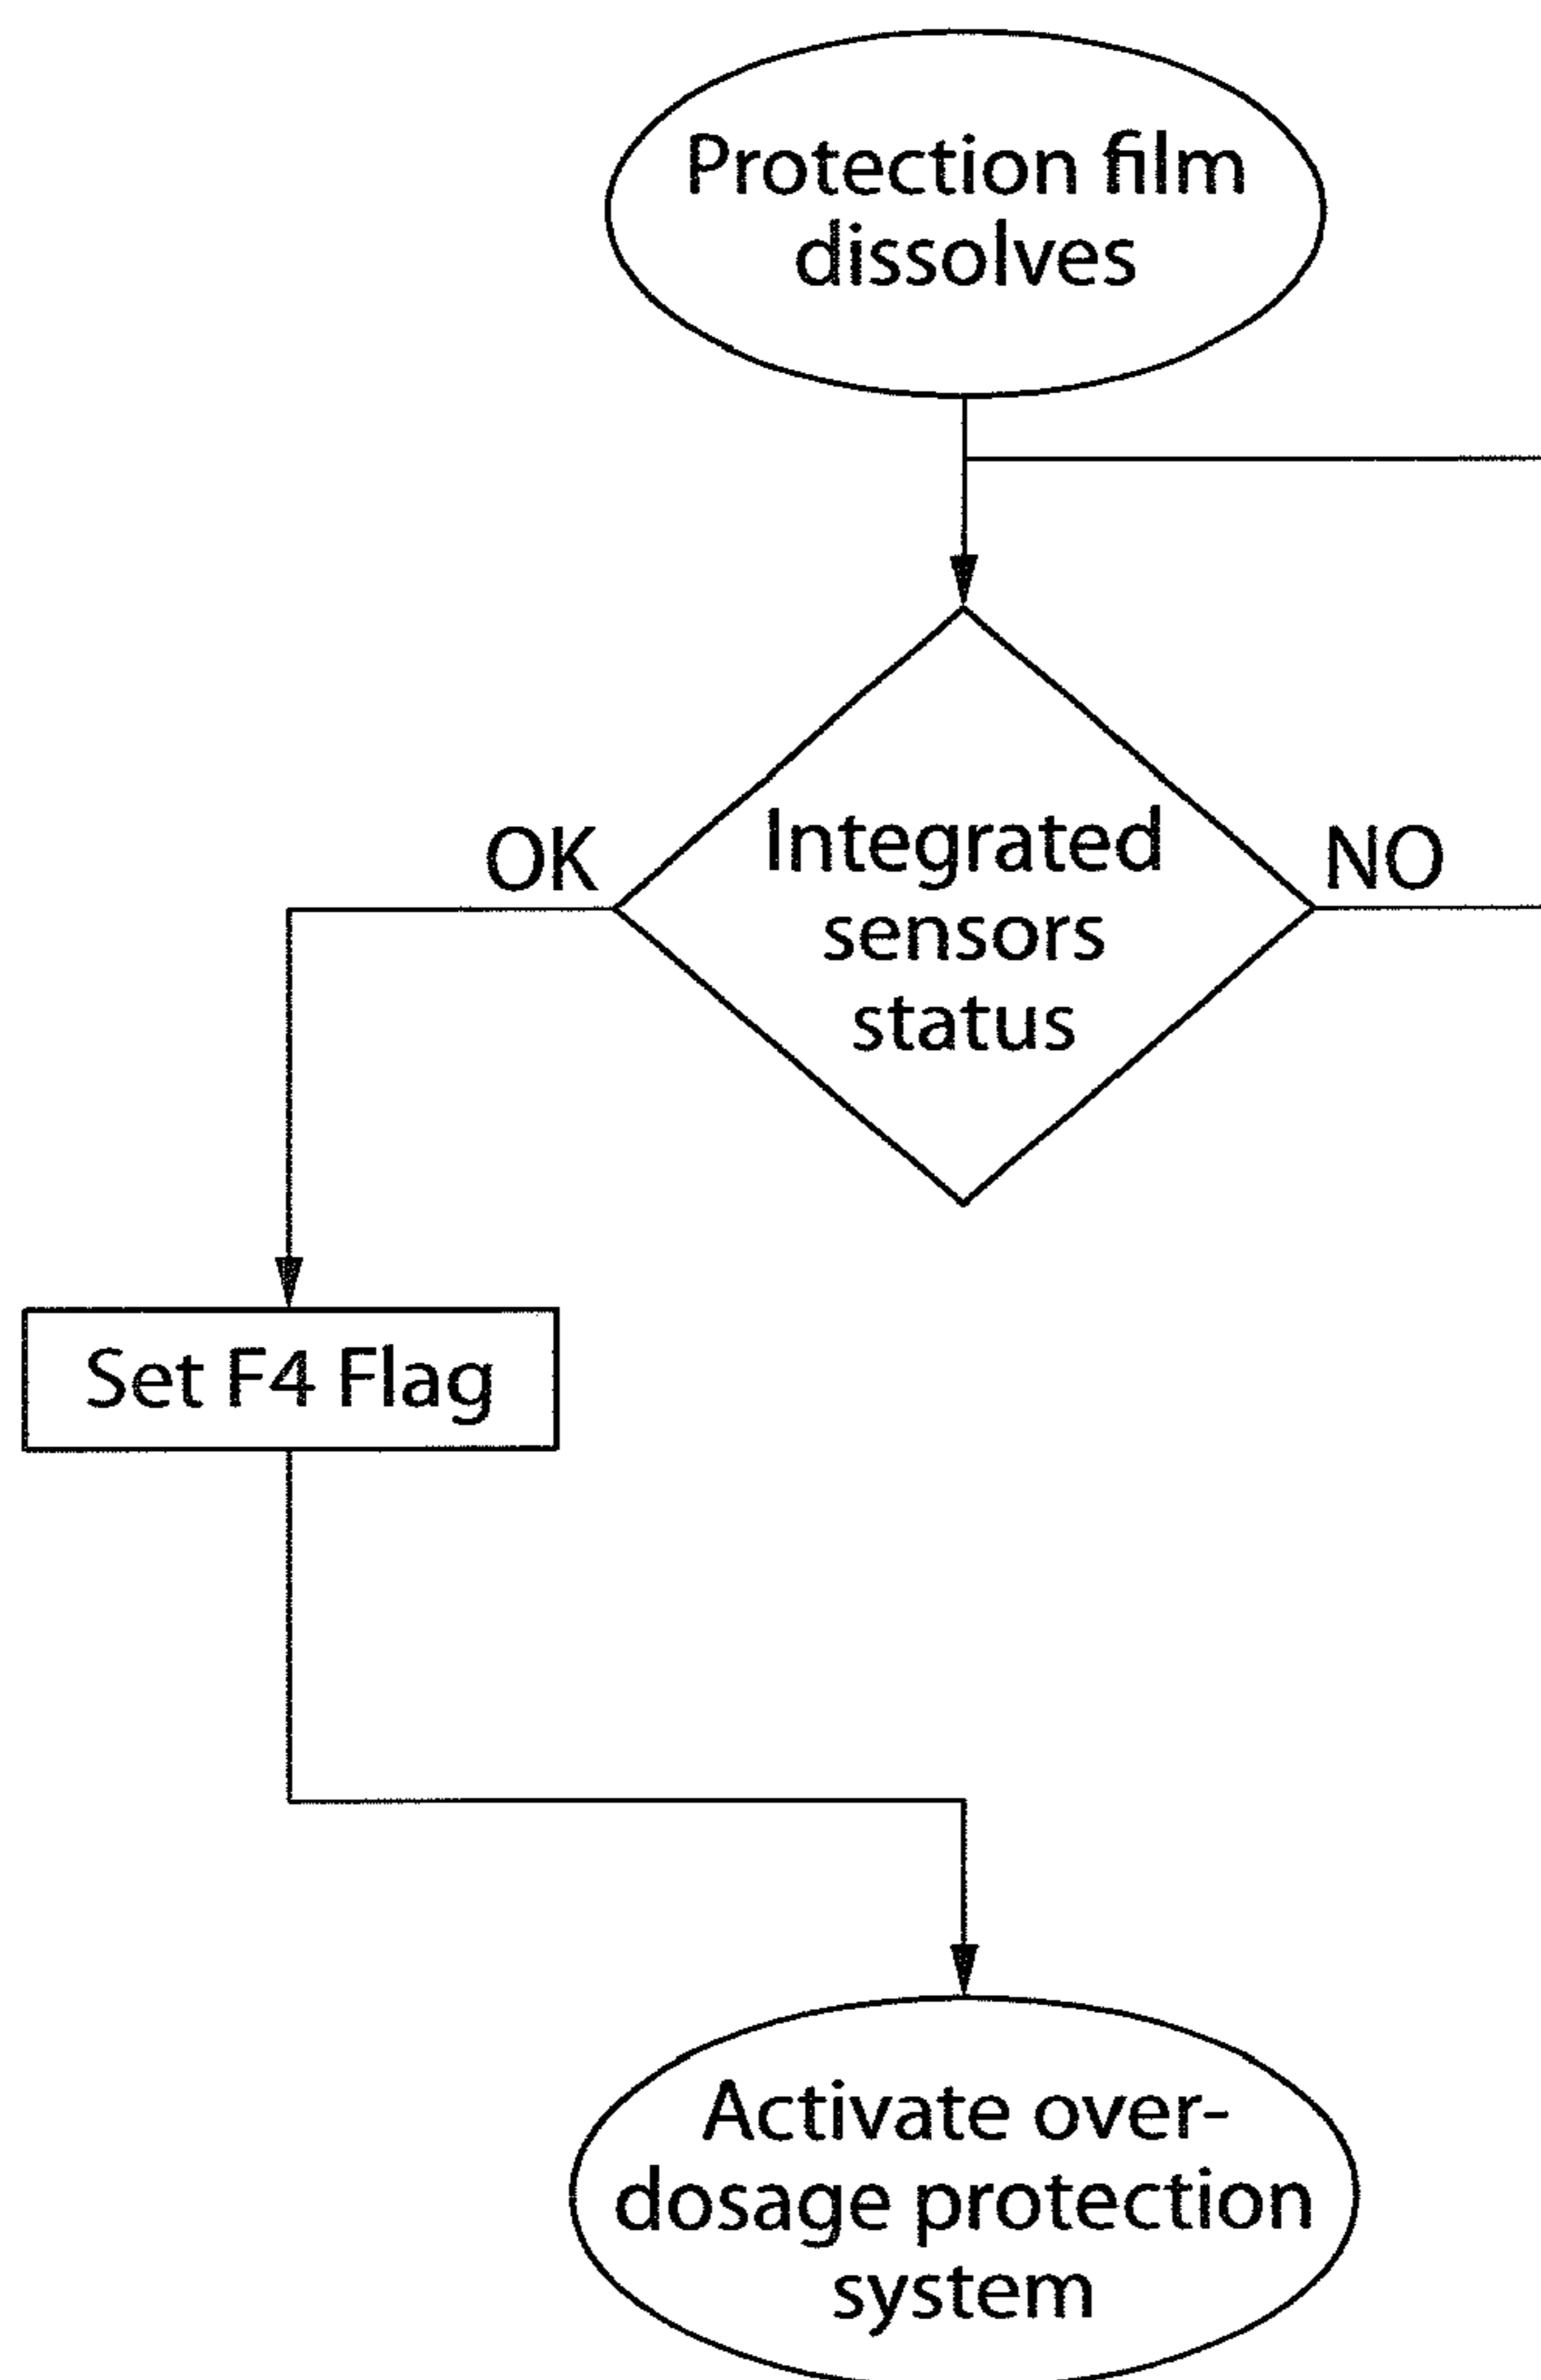 Protection film
dissolves
OK
Integrated
sensors
status
NO
Set F4 Flag
Activate over-
dosage protection
system